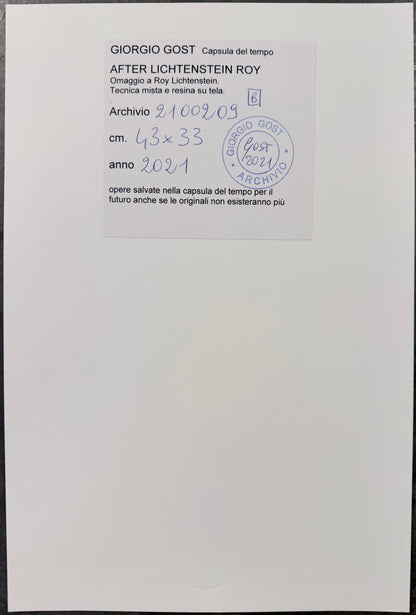 GIORGIO GOST Capsula del tempo
AFTER LICHTENSTEIN ROY
Omaggio a Roy Lichtenstein.
Tecnica mista e resina su tela.
B
Archivio 2100209
cm. 43x33
anno 2021
GIORGIO GOST
GOST
2021
ARCHIVIO
opere salvate nella capsula del tempo per il
futuro anche se le originali non esisteranno più